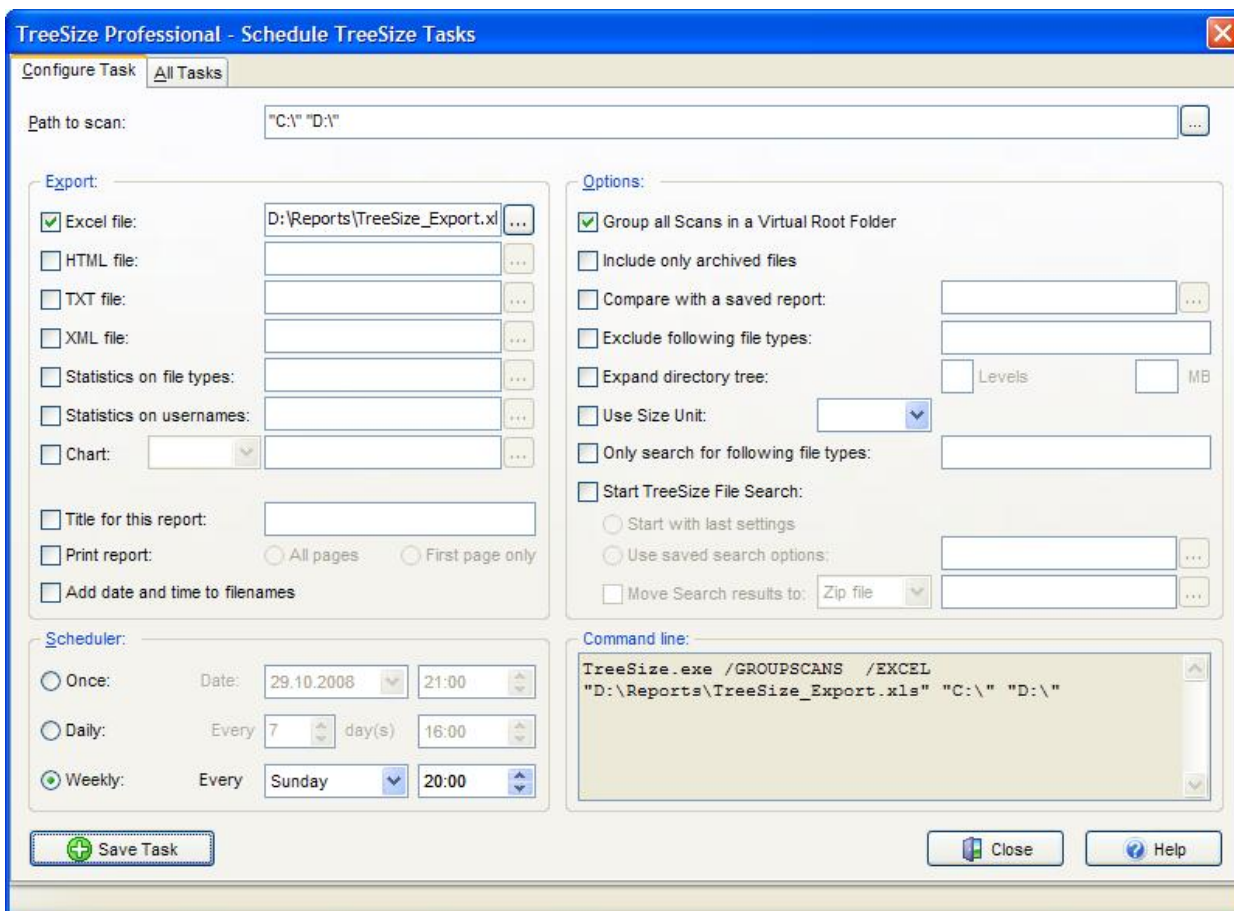 TreeSize Professional - Schedule TreeSize Tasks
Configure Task All Tasks
Path to scan: "C:\" "D:\" ...
Export:
Excel file: D:\Reports\TreeSize_Export.xl ...
HTML file: ...
TXT file: ...
XML file: ...
Statistics on file types: ...
Statistics on usernames: ...
Chart: ...
Title for this report:
Print report: All pages First page only
Add date and time to filenames
Options:
Group all Scans in a Virtual Root Folder
Include only archived files
Compare with a saved report: ...
Exclude following file types:
Expand directory tree: Levels MB
Use Size Unit:
Only search for following file types:
Start TreeSize File Search:
Start with last settings
Use saved search options: ...
Move Search results to: Zip file ...
Scheduler:
Once: Date: 29.10.2008 21:00
Daily: Every 7 day(s) 16:00
Weekly: Every Sunday 20:00
Command line:
TreeSize.exe /GROUPSCANS  /EXCEL
"D:\Reports\TreeSize_Export.xls" "C:\" "D:\"
Save Task Close Help